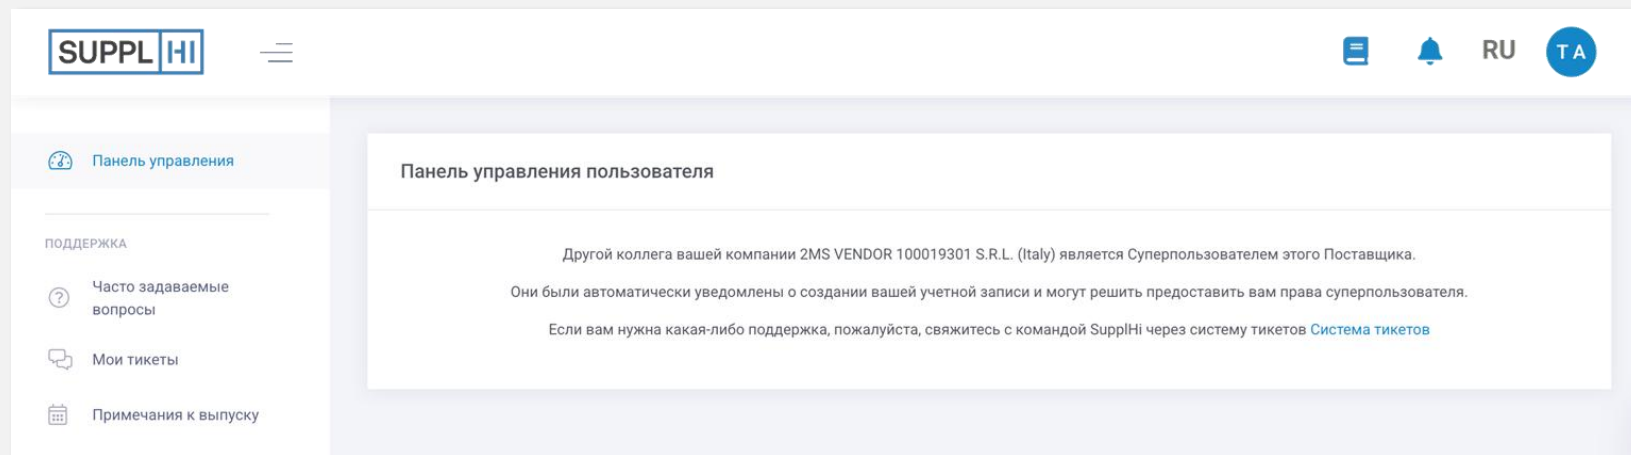 SUPPLHI
RU
TA
Панель управления
ПОДДЕРЖКА
Часто задаваемые
вопросы
Мои тикеты
Примечания к выпуску
Панель управления пользователя
Другой коллега вашей компании 2MS VENDOR 100019301 S.R.L. (Italy) является Суперпользователем этого Поставщика.
Они были автоматически уведомлены о создании вашей учетной записи и могут решить предоставить вам права суперпользователя.
Если вам нужна какая-либо поддержка, пожалуйста, свяжитесь с командой SupplHi через систему тикетов Система тикетов